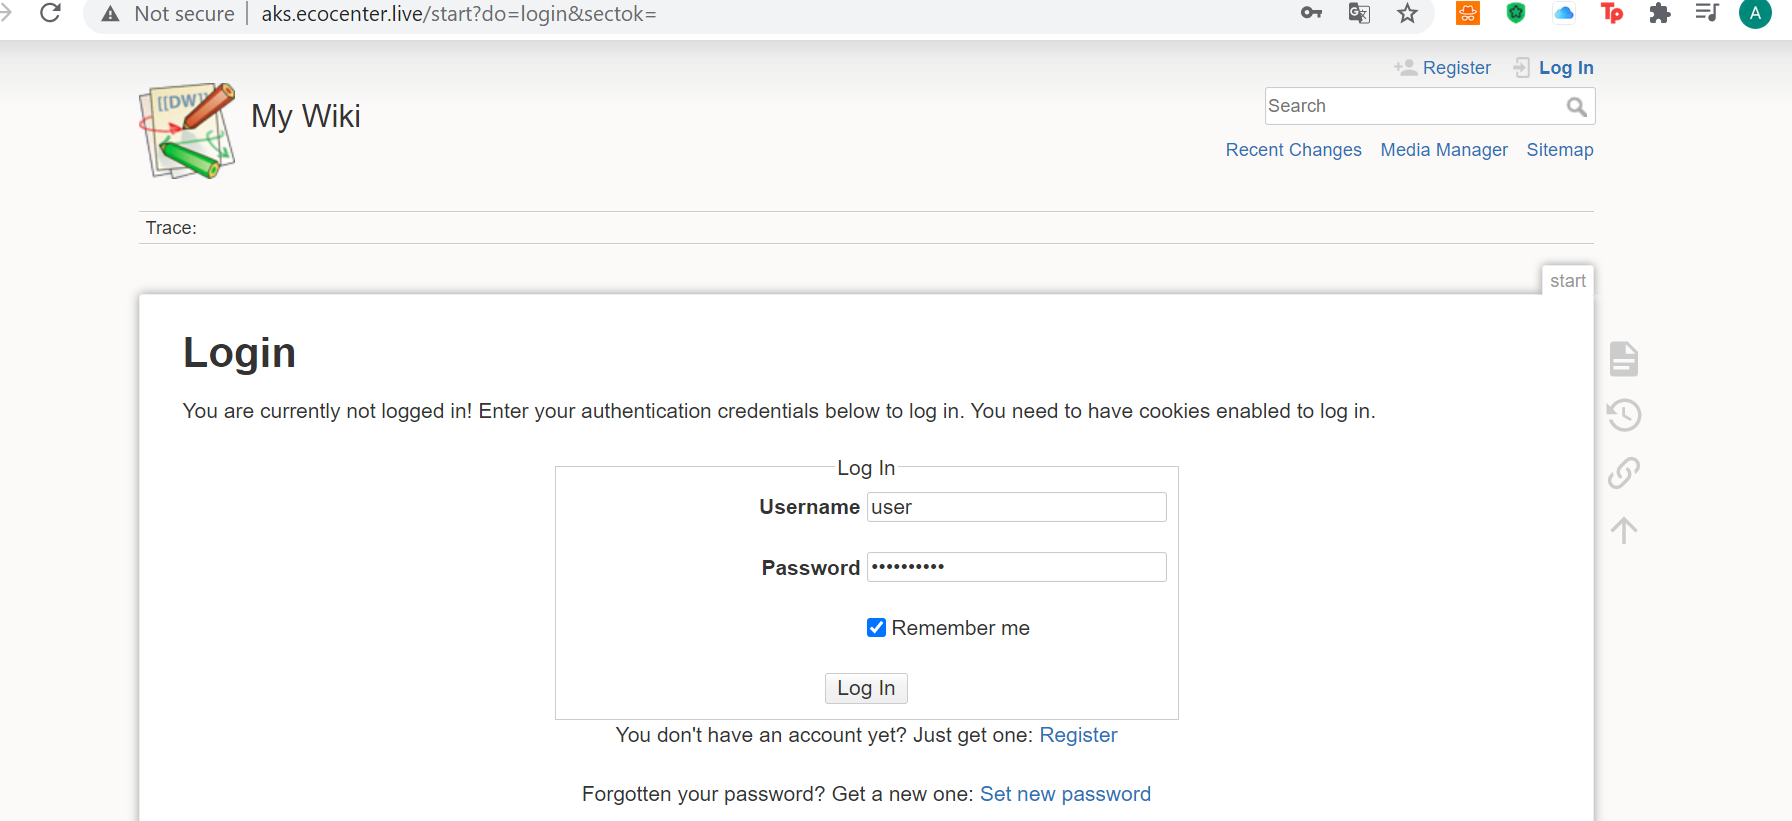 Not secure | aks.ecocenter.live/start?do=login&sectok=
A
Register Log In
[[DW]]
My Wiki
Search
Recent Changes Media Manager Sitemap
Trace:
start
Login
You are currently not logged in! Enter your authentication credentials below to log in. You need to have cookies enabled to log in.
Log In
Username user
Password ••••••••••
Remember me
Log In
You don't have an account yet? Just get one: Register
Forgotten your password? Get a new one: Set new password